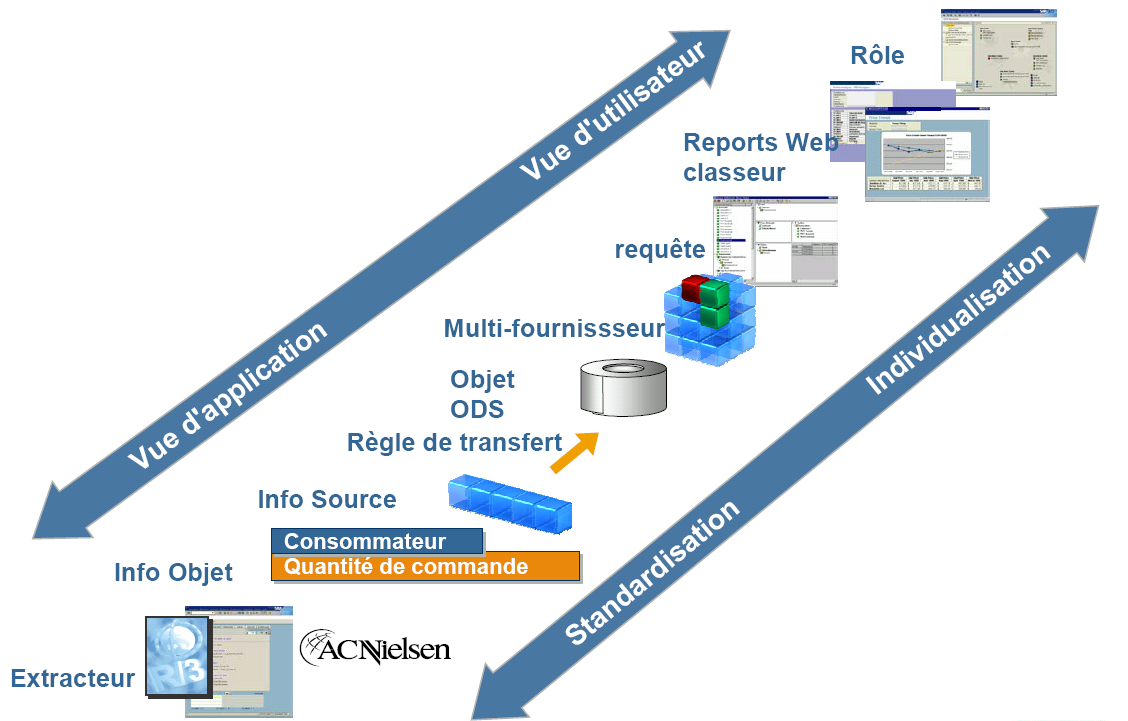 Rôle
Vue d'utilisateur
Reports Web
classeur
requête
Individualisation
Multi-fournissseur
Vue d'application
Objet
ODS
Règle de transfert
Info Source
Standardisation
Consommateur
Quantité de commande
Info Objet
R/3
ACNielsen
Extracteur